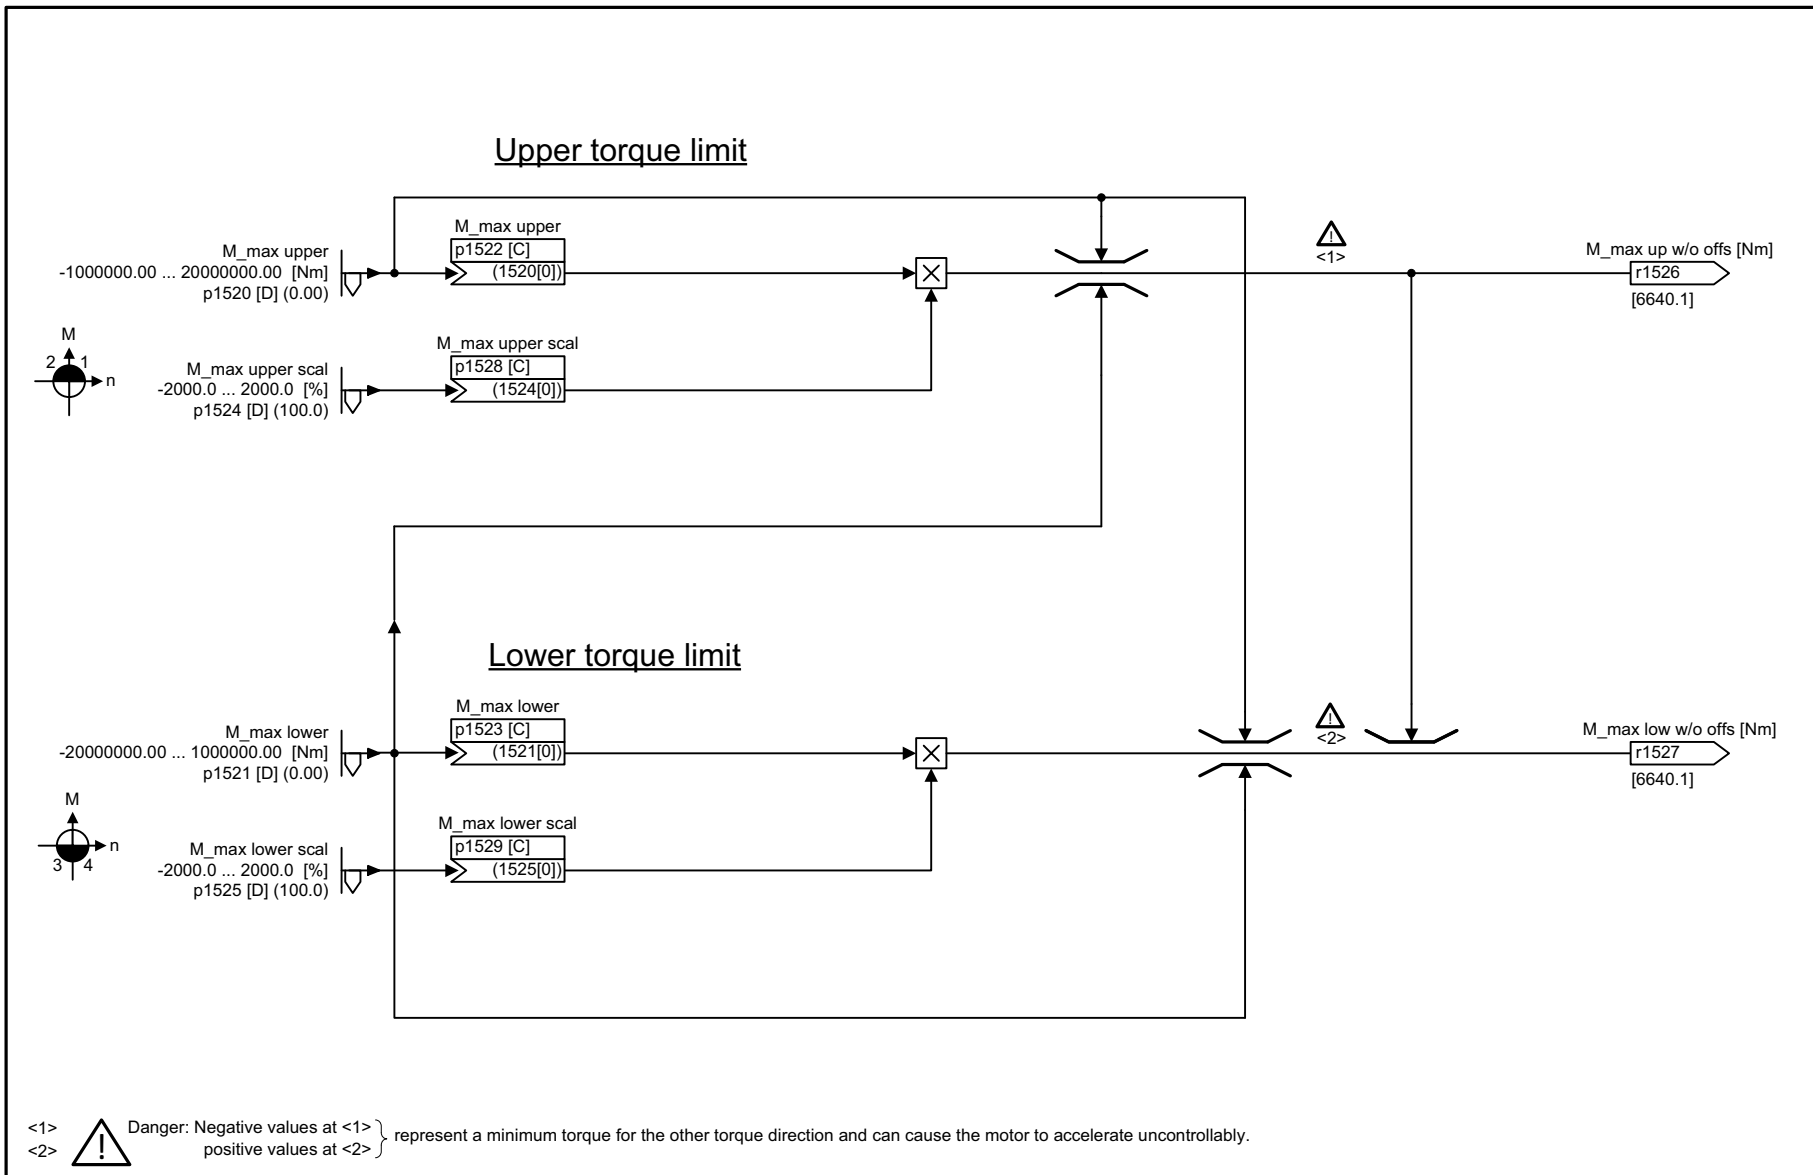 Upper torque limit
M_max upper
-1000000.00 ... 20000000.00 [Nm]
p1520 [D] (0.00)
M_max upper
p1522 [C]
(1520[0])
M_max upper scal
-2000.0 ... 2000.0 [%]
p1524 [D] (100.0)
M_max upper scal
p1528 [C]
(1524[0])
M
2 1
n
<1>
M_max up w/o offs [Nm]
r1526
[6640.1]
Lower torque limit
M_max lower
-20000000.00 ... 1000000.00 [Nm]
p1521 [D] (0.00)
M_max lower
p1523 [C]
(1521[0])
M_max lower scal
-2000.0 ... 2000.0 [%]
p1525 [D] (100.0)
M_max lower scal
p1529 [C]
(1525[0])
M
n
3 4
<2>
M_max low w/o offs [Nm]
r1527
[6640.1]
<1> Danger: Negative values at <1>
<2> positive values at <2>
represent a minimum torque for the other torque direction and can cause the motor to accelerate uncontrollably.